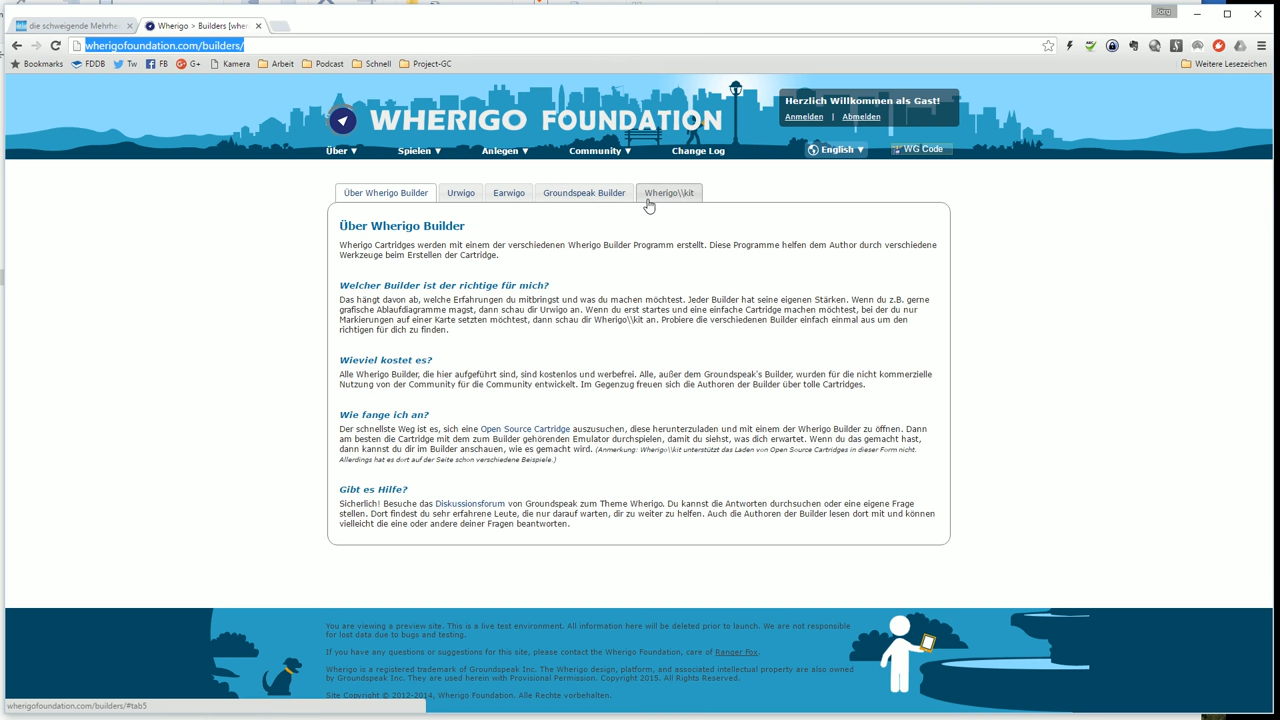 Jörg
die schweigende Mehrhe
Wherigo > Builders [wher
wherigofoundation.com/builders/
Bookmarks FDDB Tw FB G+ Kamera Arbeit Podcast Schnell Project-GC Weitere Lesezeichen
Herzlich Willkommen als Gast!
WHERIGO FOUNDATION
Anmelden | Abmelden
Über ▼ Spielen ▼ Anlegen ▼ Community ▼ Change Log English ▼ WG Code
Über Wherigo Builder Urwigo Earwigo Groundspeak Builder Wherigo\\kit
Über Wherigo Builder
Wherigo Cartridges werden mit einem der verschiedenen Wherigo Builder Programm erstellt. Diese Programme helfen dem Author durch verschiedene
Werkzeuge beim Erstellen der Cartridge.
Welcher Builder ist der richtige für mich?
Das hängt davon ab, welche Erfahrungen du mitbringst und was du machen möchtest. Jeder Builder hat seine eigenen Stärken. Wenn du z.B. gerne
grafische Ablaufdiagramme magst, dann schau dir Urwigo an. Wenn du erst startes und eine einfache Cartridge machen möchtest, bei der du nur
Markierungen auf einer Karte setzten möchtest, dann schau dir Wherigo\\kit an. Probiere die verschiedenen Builder einfach einmal aus um den
richtigen für dich zu finden.
Wieviel kostet es?
Alle Wherigo Builder, die hier aufgeführt sind, sind kostenlos und werbefrei. Alle, außer dem Groundspeak's Builder, wurden für die nicht kommerzielle
Nutzung von der Community für die Community entwickelt. Im Gegenzug freuen sich die Authoren der Builder über tolle Cartridges.
Wie fange ich an?
Der schnellste Weg ist es, sich eine Open Source Cartridge auszusuchen, diese herunterzuladen und mit einem der Wherigo Builder zu öffnen. Dann
am besten die Cartridge mit dem zum Builder gehörenden Emulator durchspielen, damit du siehst, was dich erwartet. Wenn du das gemacht hast,
dann kannst du dir im Builder anschauen, wie es gemacht wird. (Anmerkung: Wherigo\\kit unterstützt das Laden von Open Source Cartridges in dieser Form nicht.
Allerdings hat es dort auf der Seite schon verschiedene Beispiele.)
Gibt es Hilfe?
Sicherlich! Besuche das Diskussionsforum von Groundspeak zum Theme Wherigo. Du kannst die Antworten durchsuchen oder eine eigene Frage
stellen. Dort findest du sehr erfahrene Leute, die nur darauf warten, dir zu weiter zu helfen. Auch die Authoren der Builder lesen dort mit und können
vielleicht die eine oder andere deiner Fragen beantworten.
You are viewing a preview site. This is a live test environment. All information here will be deleted prior to launch. We are not responsible
for lost data due to bugs and testing.
If you have any questions or suggestions for this site, please contact the Wherigo Foundation, care of Ranger Fox.
Wherigo is a registered trademark of Groundspeak Inc. The Wherigo design, platform, and associated intellectual property are also owned
by Groundspeak Inc. They are used herein with Provisional Permission. Copyright 2015. All Rights Reserved.
Site Copyright © 2012-2014, Wherigo Foundation. Alle Rechte vorbehalten.
wherigofoundation.com/builders/#tab5